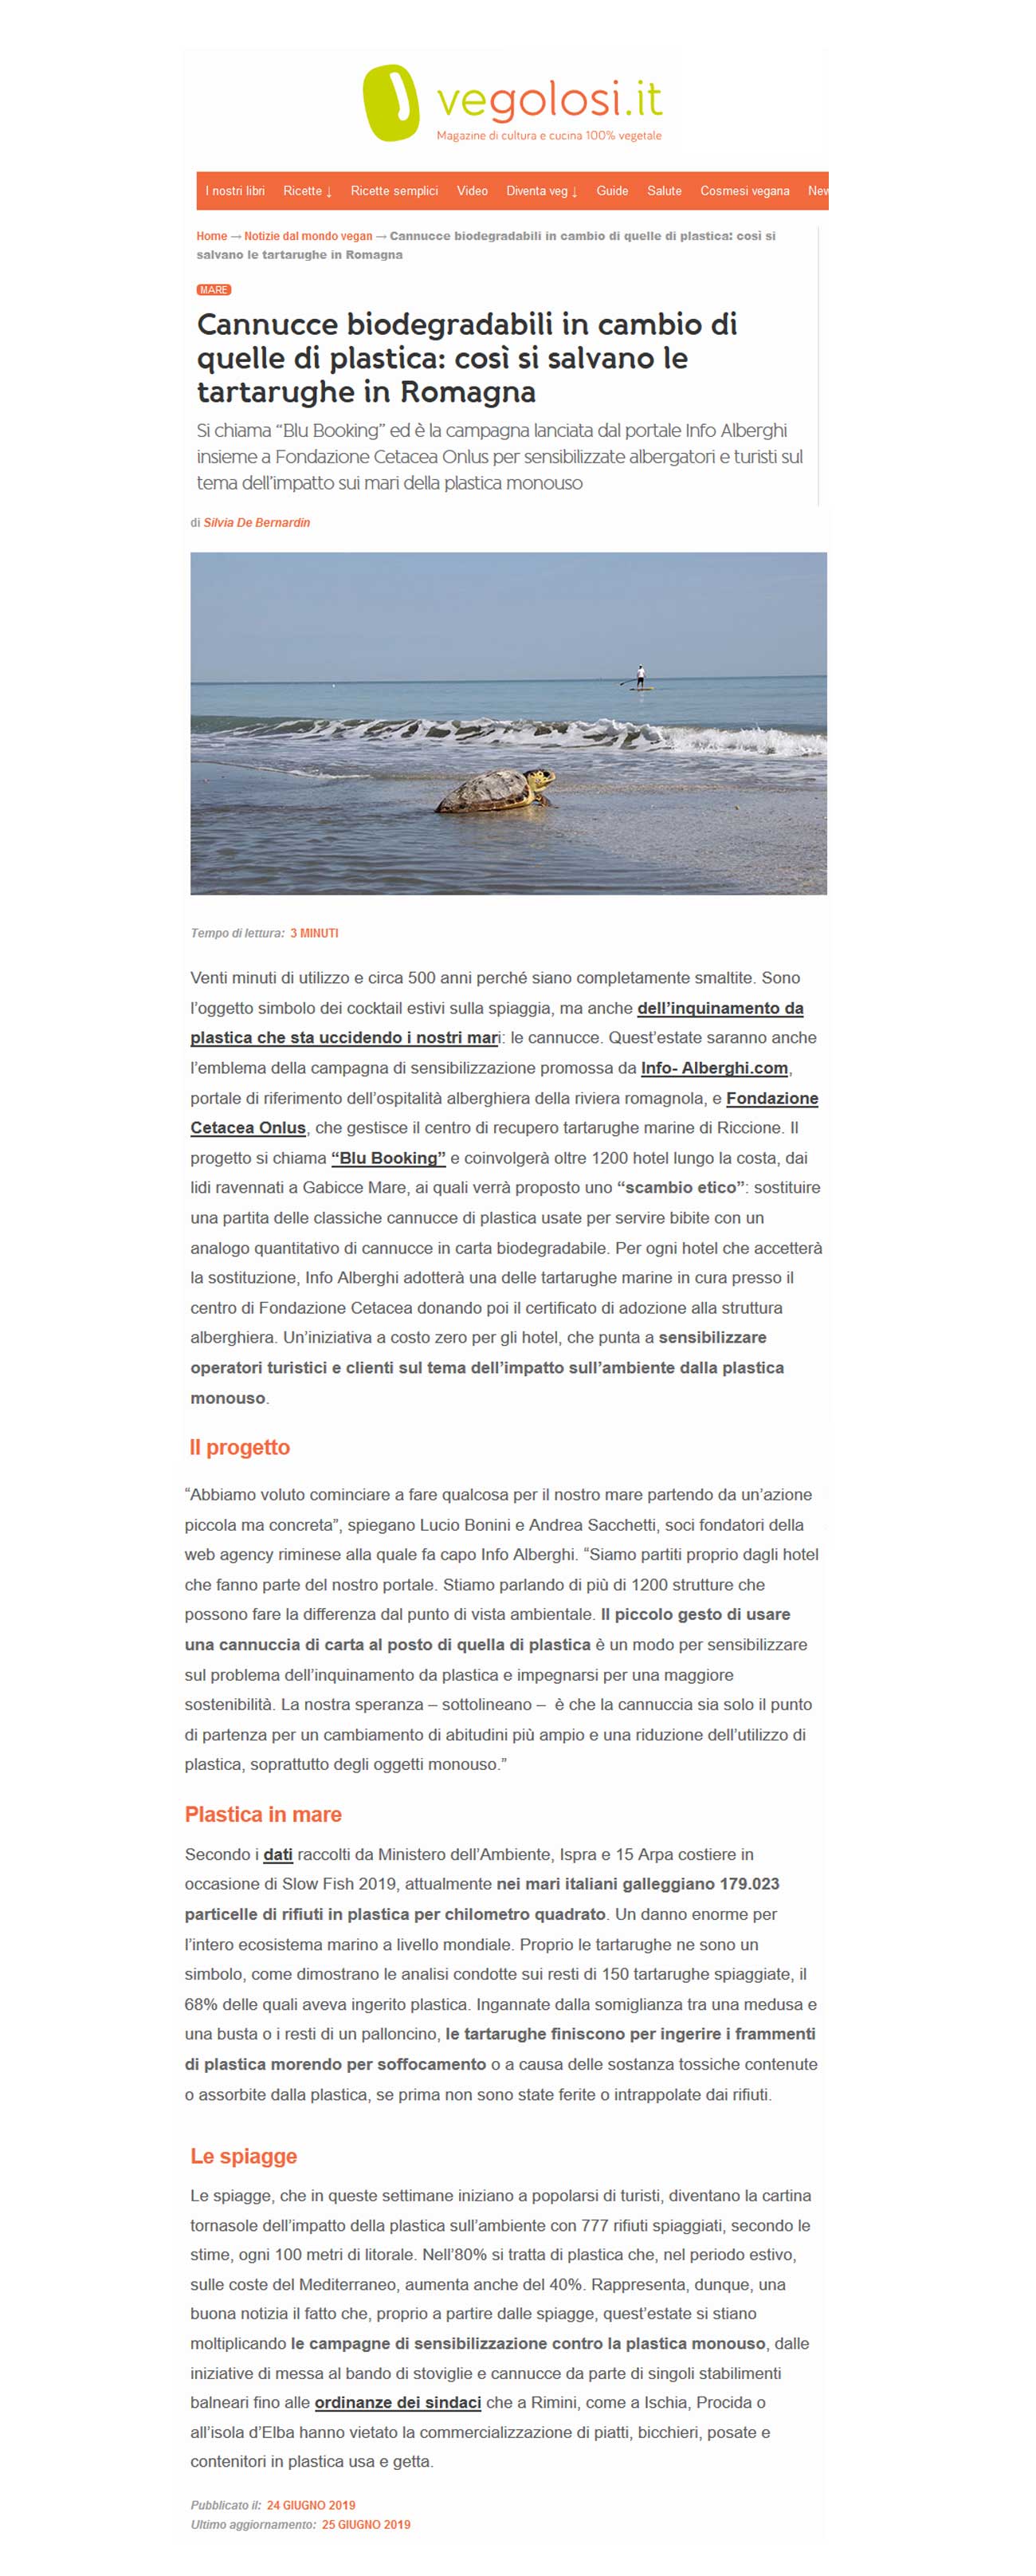 vegolosi.it
Magazine di cultura e cucina 100% vegetale
I nostri libri Ricette ↓ Ricette semplici Video Diventa veg ↓ Guide Salute Cosmesi vegana New
Home → Notizie dal mondo vegan → Cannucce biodegradabili in cambio di quelle di plastica: così si
salvano le tartarughe in Romagna
MARE
Cannucce biodegradabili in cambio di
quelle di plastica: così si salvano le
tartarughe in Romagna
Si chiama “Blu Booking” ed è la campagna lanciata dal portale Info Alberghi
insieme a Fondazione Cetacea Onlus per sensibilizzate albergatori e turisti sul
tema dell'impatto sui mari della plastica monouso
di Silvia De Bernardin
Tempo di lettura: 3 MINUTI
Venti minuti di utilizzo e circa 500 anni perché siano completamente smaltite. Sono
l’oggetto simbolo dei cocktail estivi sulla spiaggia, ma anche dell’inquinamento da
plastica che sta uccidendo i nostri mari: le cannucce. Quest’estate saranno anche
l’emblema della campagna di sensibilizzazione promossa da Info- Alberghi.com,
portale di riferimento dell’ospitalità alberghiera della riviera romagnola, e Fondazione
Cetacea Onlus, che gestisce il centro di recupero tartarughe marine di Riccione. Il
progetto si chiama “Blu Booking” e coinvolgerà oltre 1200 hotel lungo la costa, dai
lidi ravennati a Gabicce Mare, ai quali verrà proposto uno “scambio etico”: sostituire
una partita delle classiche cannucce di plastica usate per servire bibite con un
analogo quantitativo di cannucce in carta biodegradabile. Per ogni hotel che accetterà
la sostituzione, Info Alberghi adotterà una delle tartarughe marine in cura presso il
centro di Fondazione Cetacea donando poi il certificato di adozione alla struttura
alberghiera. Un’iniziativa a costo zero per gli hotel, che punta a sensibilizzare
operatori turistici e clienti sul tema dell’impatto sull’ambiente dalla plastica
monouso.
Il progetto
“Abbiamo voluto cominciare a fare qualcosa per il nostro mare partendo da un’azione
piccola ma concreta”, spiegano Lucio Bonini e Andrea Sacchetti, soci fondatori della
web agency riminese alla quale fa capo Info Alberghi. “Siamo partiti proprio dagli hotel
che fanno parte del nostro portale. Stiamo parlando di più di 1200 strutture che
possono fare la differenza dal punto di vista ambientale. Il piccolo gesto di usare
una cannuccia di carta al posto di quella di plastica è un modo per sensibilizzare
sul problema dell’inquinamento da plastica e impegnarsi per una maggiore
sostenibilità. La nostra speranza – sottolineano – è che la cannuccia sia solo il punto
di partenza per un cambiamento di abitudini più ampio e una riduzione dell’utilizzo di
plastica, soprattutto degli oggetti monouso.”
Plastica in mare
Secondo i dati raccolti da Ministero dell’Ambiente, Ispra e 15 Arpa costiere in
occasione di Slow Fish 2019, attualmente nei mari italiani galleggiano 179.023
particelle di rifiuti in plastica per chilometro quadrato. Un danno enorme per
l’intero ecosistema marino a livello mondiale. Proprio le tartarughe ne sono un
simbolo, come dimostrano le analisi condotte sui resti di 150 tartarughe spiaggiate, il
68% delle quali aveva ingerito plastica. Ingannate dalla somiglianza tra una medusa e
una busta o i resti di un palloncino, le tartarughe finiscono per ingerire i frammenti
di plastica morendo per soffocamento o a causa delle sostanza tossiche contenute
o assorbite dalla plastica, se prima non sono state ferite o intrappolate dai rifiuti.
Le spiagge
Le spiagge, che in queste settimane iniziano a popolarsi di turisti, diventano la cartina
tornasole dell’impatto della plastica sull’ambiente con 777 rifiuti spiaggiati, secondo le
stime, ogni 100 metri di litorale. Nell’80% si tratta di plastica che, nel periodo estivo,
sulle coste del Mediterraneo, aumenta anche del 40%. Rappresenta, dunque, una
buona notizia il fatto che, proprio a partire dalle spiagge, quest’estate si stiano
moltiplicando le campagne di sensibilizzazione contro la plastica monouso, dalle
iniziative di messa al bando di stoviglie e cannucce da parte di singoli stabilimenti
balneari fino alle ordinanze dei sindaci che a Rimini, come a Ischia, Procida o
all’isola d’Elba hanno vietato la commercializzazione di piatti, bicchieri, posate e
contenitori in plastica usa e getta.
Pubblicato il: 24 GIUGNO 2019
Ultimo aggiornamento: 25 GIUGNO 2019